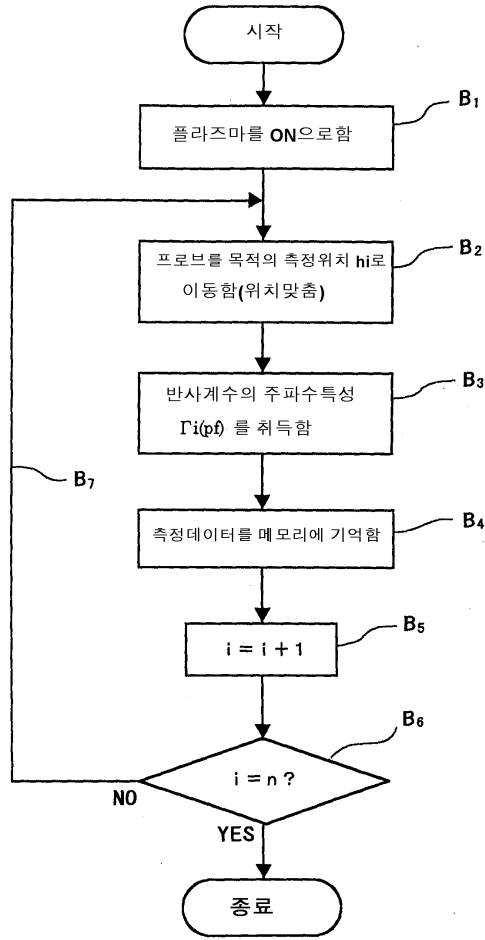 시작
플라즈마를 ON으로함
B₁
프로브를 목적의 측정위치 hi로
이동함(위치맞춤)
B₂
반사계수의 주파수특성
Γi(pf) 를 취득함
B₃
측정데이터를 메모리에 기억함
B₄
i = i + 1
B₅
i = n ?
B₆
NO
YES
B₇
종료